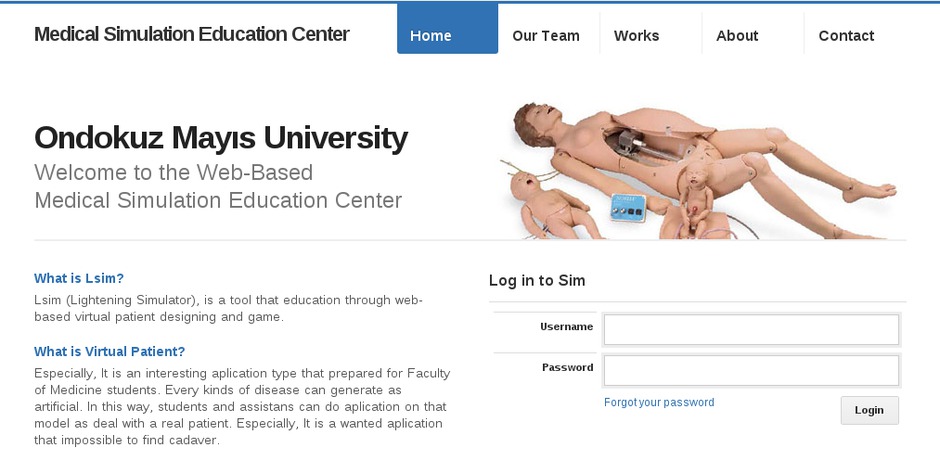 Medical Simulation Education Center
Home
Our Team
Works
About
Contact
Ondokuz Mayıs University
Welcome to the Web-Based
Medical Simulation Education Center
What is Lsim?
Lsim (Lightening Simulator), is a tool that education through web-
based virtual patient designing and game.
What is Virtual Patient?
Especially, It is an interesting aplication type that prepared for Faculty
of Medicine students. Every kinds of disease can generate as
artificial. In this way, students and assistans can do aplication on that
model as deal with a real patient. Especially, It is a wanted aplication
that impossible to find cadaver.
Log in to Sim
Username
Password
Forgot your password
Login